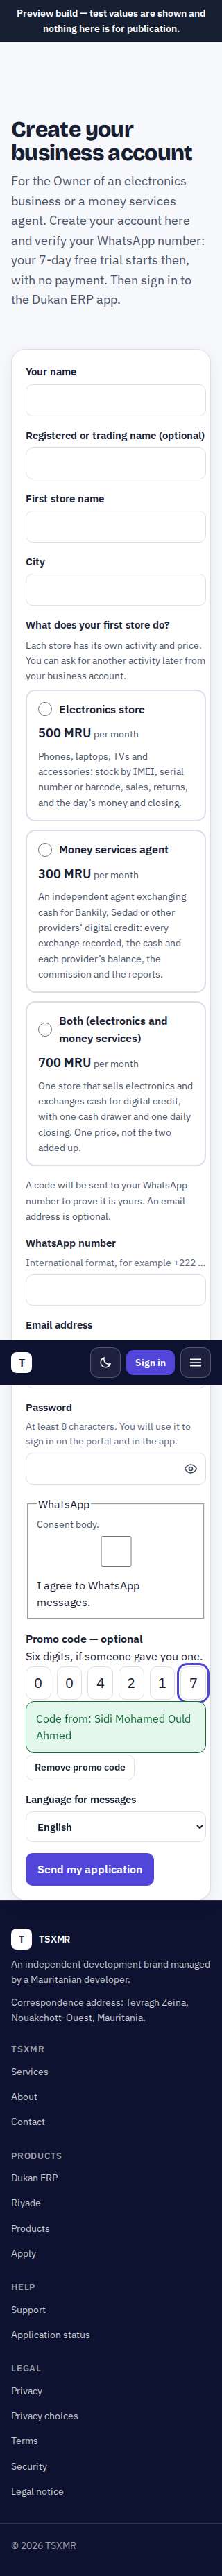 Preview build — test values are shown and
nothing here is for publication.
Create your
business account
For the Owner of an electronics
business or a money services
agent. Create your account here
and verify your WhatsApp number:
your 7-day free trial starts then,
with no payment. Then sign in to
the Dukan ERP app.
Your name
Registered or trading name (optional)
First store name
City
What does your first store do?
Each store has its own activity and price.
You can ask for another activity later from
your business account.
Electronics store
500 MRU per month
Phones, laptops, TVs and
accessories: stock by IMEI, serial
number or barcode, sales, returns,
and the day's money and closing.
Money services agent
300 MRU per month
An independent agent exchanging
cash for Bankily, Sedad or other
providers' digital credit: every
exchange recorded, the cash and
each provider's balance, the
commission and the reports.
Both (electronics and
money services)
700 MRU per month
One store that sells electronics and
exchanges cash for digital credit,
with one cash drawer and one daily
closing. One price, not the two
added up.
A code will be sent to your WhatsApp
number to prove it is yours. An email
address is optional.
WhatsApp number
International format, for example +222 ...
Email address
T
Sign in
Password
At least 8 characters. You will use it to
sign in on the portal and in the app.
WhatsApp
Consent body.
I agree to WhatsApp
messages.
Promo code — optional
Six digits, if someone gave you one.
0 0 4 2 1 7
Code from: Sidi Mohamed Ould
Ahmed
Remove promo code
Language for messages
English
Send my application
T TSXMR
An independent development brand managed
by a Mauritanian developer.
Correspondence address: Tevragh Zeina,
Nouakchott-Ouest, Mauritania.
TSXMR
Services
About
Contact
PRODUCTS
Dukan ERP
Riyade
Products
Apply
HELP
Support
Application status
LEGAL
Privacy
Privacy choices
Terms
Security
Legal notice
© 2026 TSXMR